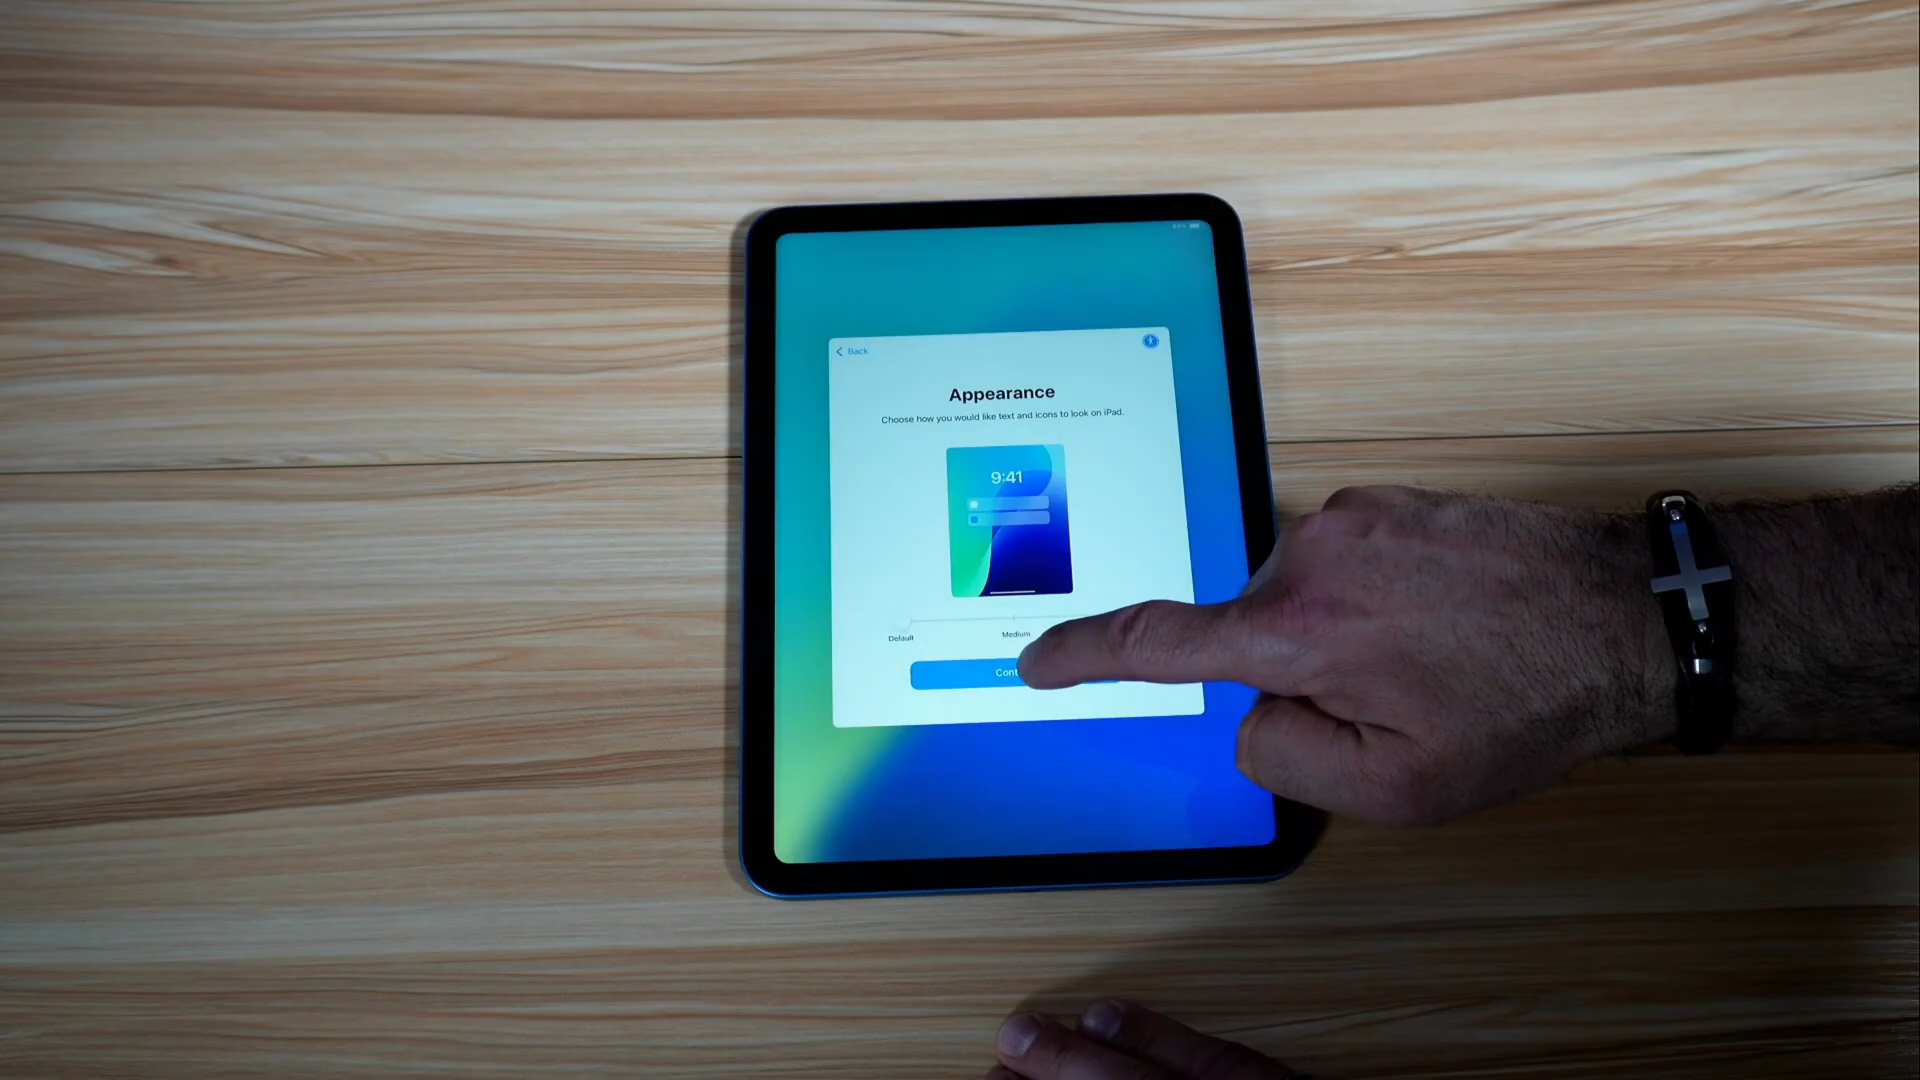 Back
Appearance
Choose how you would like text and icons to look on iPad.
9:41
Default
Medium
Cont